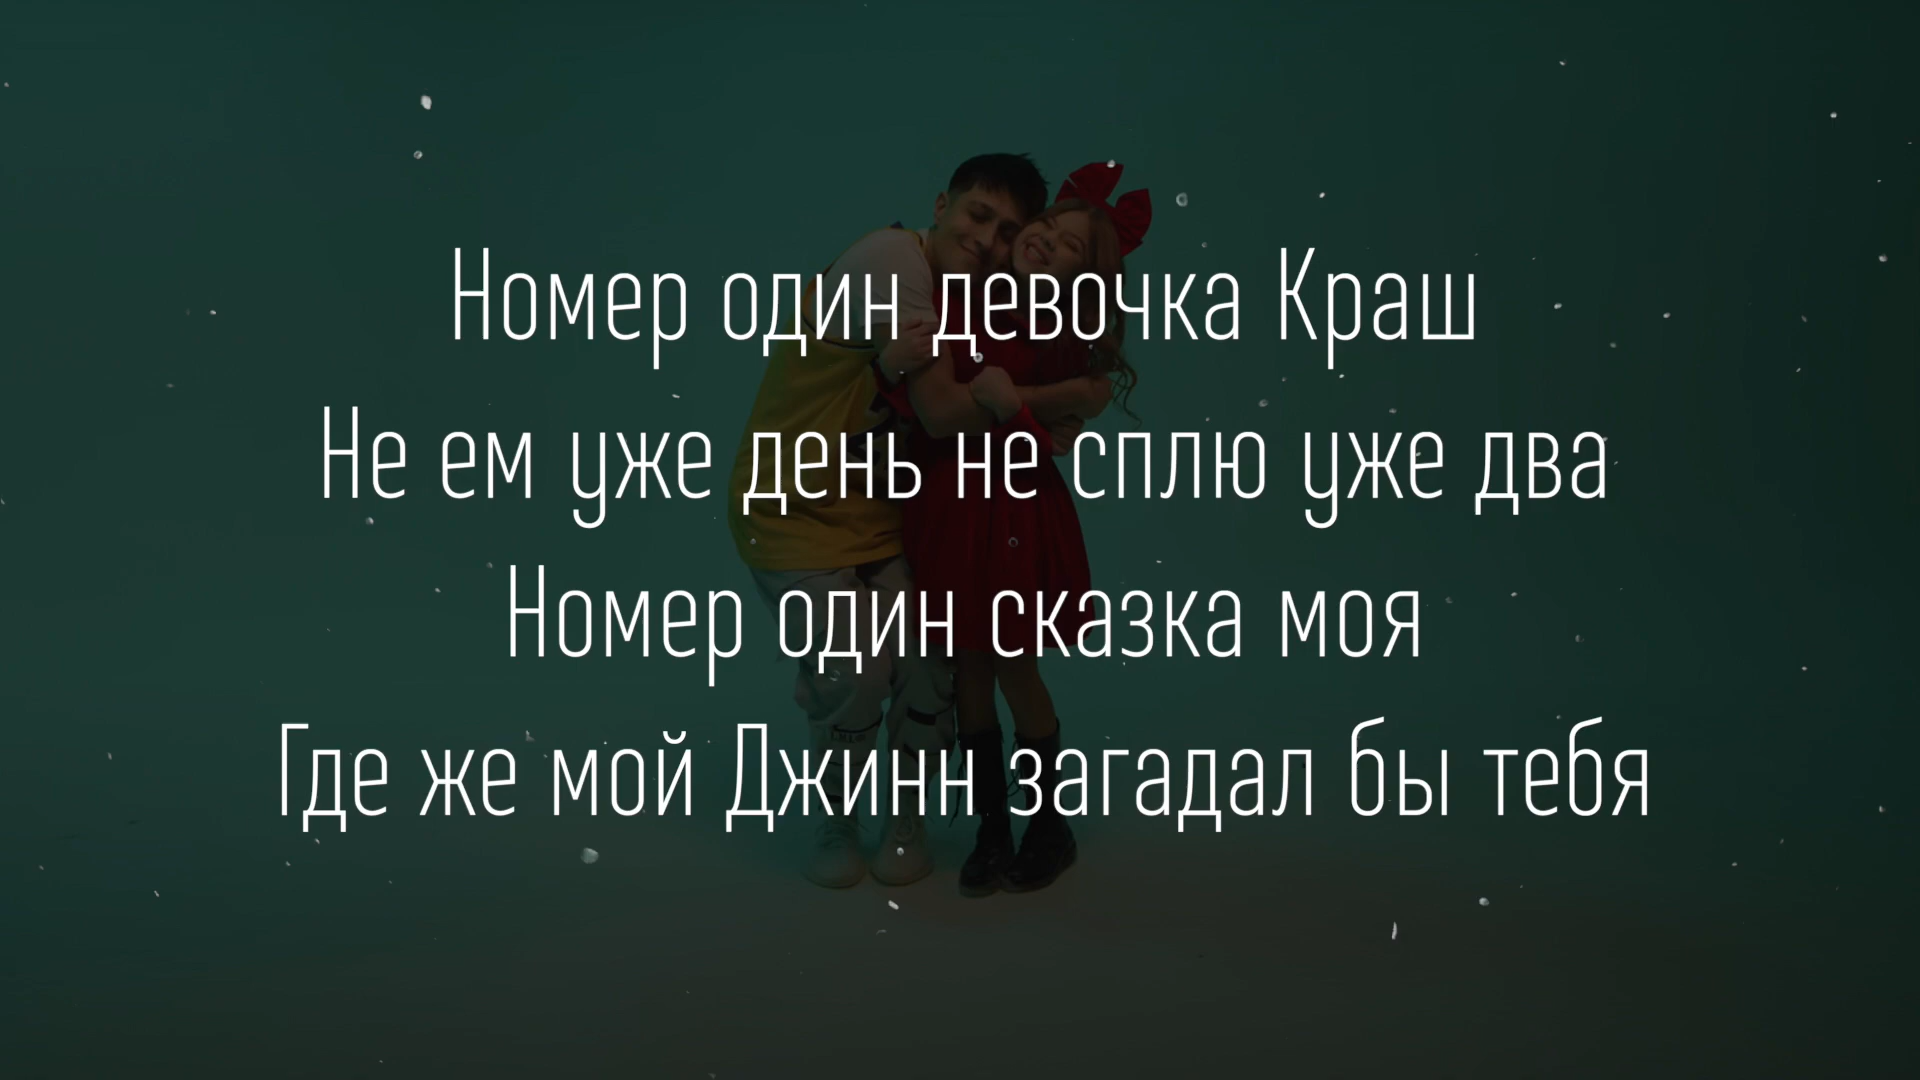 Номер один девочка Краш
Не ем уже день не сплю уже два
Номер один сказка моя
Где же мой Джинн загадал бы тебя